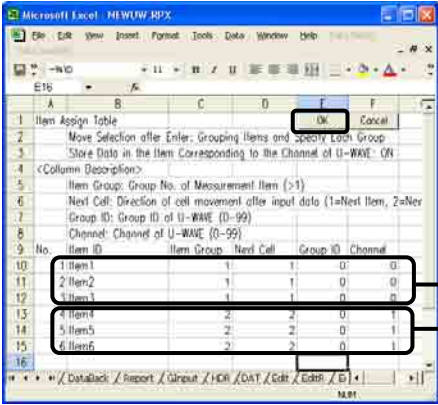 Microsoft Excel - NEWUW.RPX
File Edit View Insert Format Tools Data Window Help
11 B I U
E16 fx
A B C D E F
1 Item Assign Table OK Cancel
2 Move Selection after Enter: Grouping Items and Specify Each Group
3 Store Data in the Item Corresponding to the Channel of U-WAVE: ON
4 <Column Description>
5 Item Group: Group No. of Measurement Item (>1)
6 Next Cell: Direction of cell movement after input data (1=Next Item, 2=Nex
7 Group ID: Group ID of U-WAVE (0-99)
8 Channel: Channel of U-WAVE (0-99)
9 No. Item ID Item Group Next Cell Group ID Channel
10 1 Item1 1 1 0 0
11 2 Item2 1 1 0 0
12 3 Item3 1 1 0 0
13 4 Item4 2 2 0 1
14 5 Item5 2 2 0 1
15 6 Item6 2 2 0 1
16
DataBack / Report / GInput / HDR / DAT / Edit / EditR / E
NUM